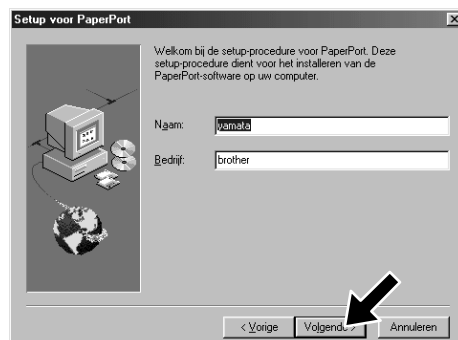 Setup voor PaperPort
Welkom bij de setup-procedure voor PaperPort. Deze
setup-procedure dient voor het installeren van de
PaperPort-software op uw computer.
Naam: yamata
Bedrijf: brother
< Vorige Volgende > Annuleren